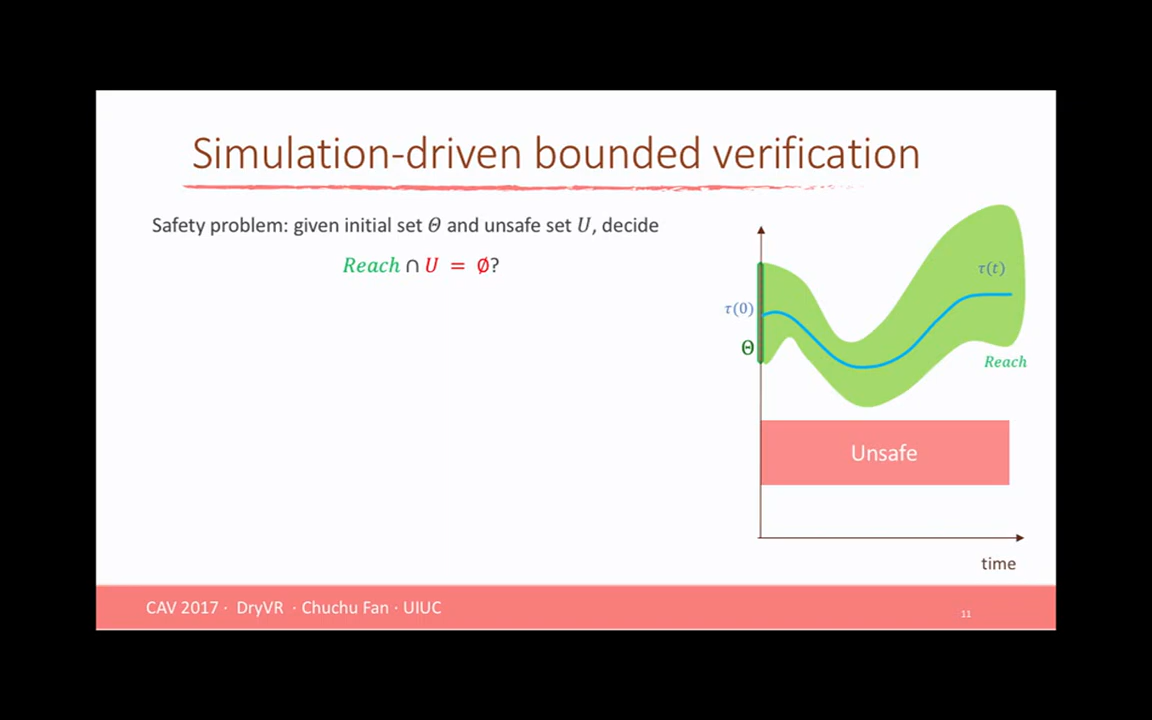 Simulation-driven bounded verification
Safety problem: given initial set Θ and unsafe set U, decide
Reach ∩ U = ∅?
τ(t)
τ(0)
Θ
Reach
Unsafe
time
CAV 2017 · DryVR · Chuchu Fan · UIUC
11